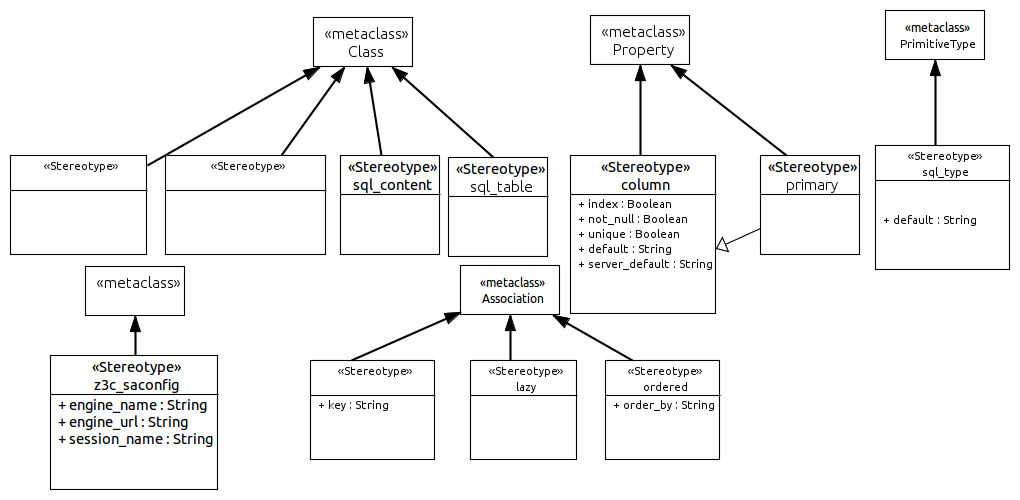 «metaclass»
Class
«metaclass»
Property
«metaclass»
PrimitiveType
«Stereotype»
«Stereotype»
«Stereotype»
sql_content
«Stereotype»
sql_table
«Stereotype»
column
+ index : Boolean
+ not_null : Boolean
+ unique : Boolean
+ default : String
+ server_default : String
«Stereotype»
primary
«Stereotype»
sql_type
+ default : String
«metaclass»
«metaclass»
Association
«Stereotype»
z3c_saconfig
+ engine_name : String
+ engine_url : String
+ session_name : String
«Stereotype»
+ key : String
«Stereotype»
lazy
«Stereotype»
ordered
+ order_by : String